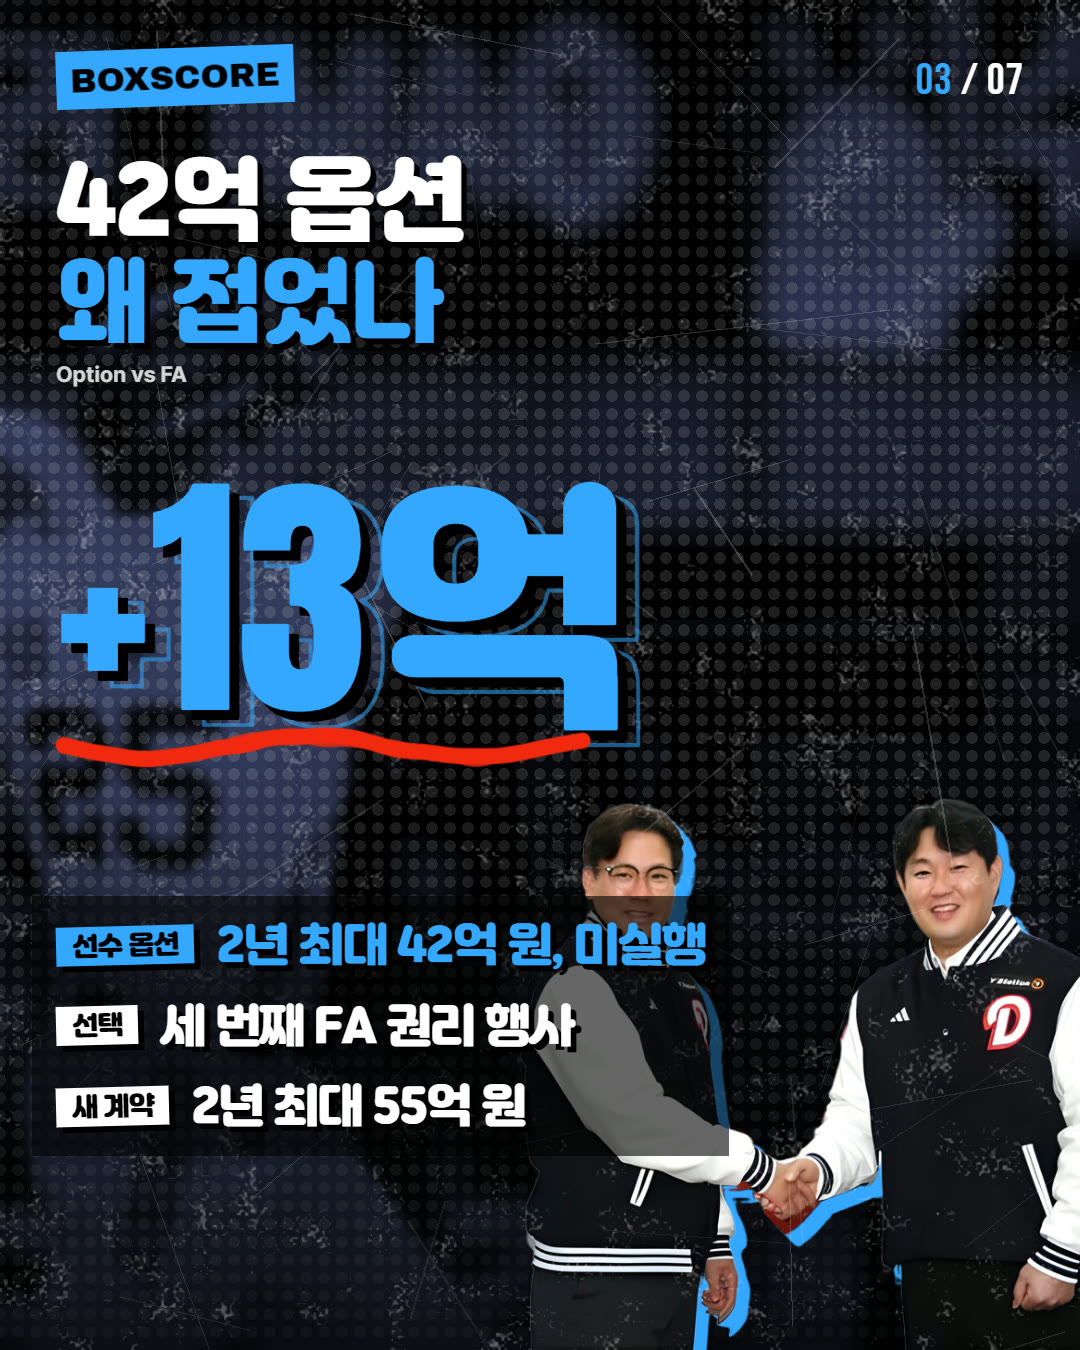 BOXSCORE
03 / 07
42억 옵션
왜 접었나
Option vs FA
+13억
선수 옵션 2년 최대 42억 원, 미실행
선택 세 번째 FA 권리 행사
새 계약 2년 최대 55억 원
D